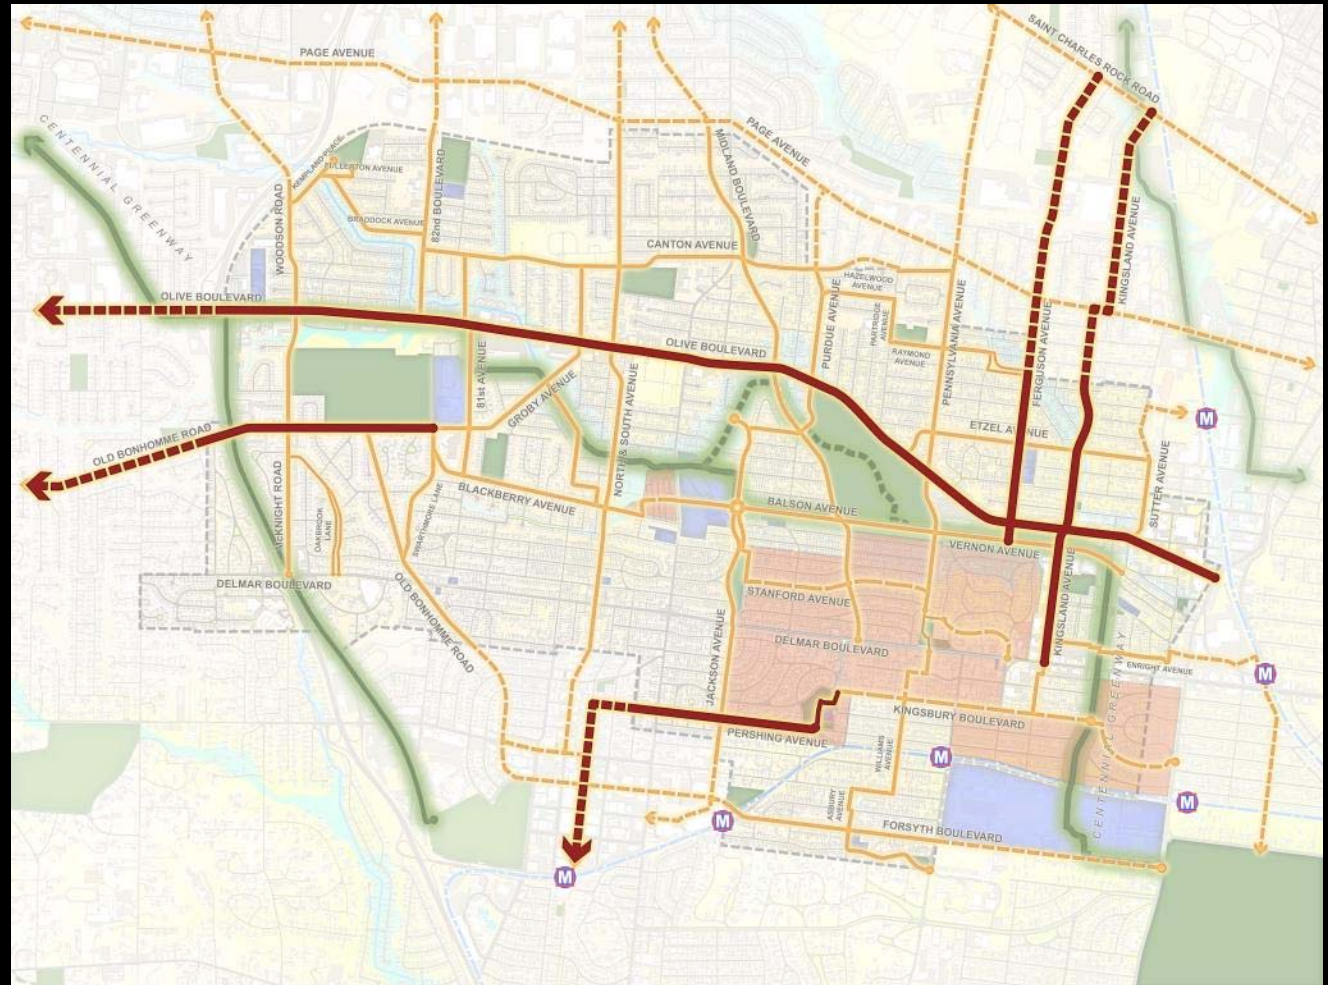 PAGE AVENUE
SAINT CHARLES ROCK ROAD
CENTENNIAL GREENWAY
PAGE AVENUE
MIDLAND BOULEVARD
KEMPLAND PLACE
FULLERTON AVENUE
82nd BOULEVARD
WOODSON ROAD
BRADDOCK AVENUE
CANTON AVENUE
KINGSLAND AVENUE
HAZELWOOD
AVENUE
OLIVE BOULEVARD
PURDUE AVENUE
PARTRIDGE
AVENUE
PENNSYLVANIA AVENUE
FERGUSON AVENUE
OLIVE BOULEVARD
RAYMOND
AVENUE
81st AVENUE
GROBY AVENUE
NORTH & SOUTH AVENUE
M
ETZEL AVENUE
OLD BONHOMME ROAD
SUTTER AVENUE
McKNIGHT ROAD
OAKBROOK
LANE
SWARTHMORE LANE
BLACKBERRY AVENUE
BALSON AVENUE
VERNON AVENUE
DELMAR BOULEVARD
OLD BONHOMME ROAD
STANFORD AVENUE
KINGSLAND AVENUE
JACKSON AVENUE
DELMAR BOULEVARD
ENRIGHT AVENUE
M
CENTENNIAL GREENWAY
KINGSBURY BOULEVARD
PERSHING AVENUE
WILLIAMS
AVENUE
M
ASBURY
AVENUE
M
M
FORSYTH BOULEVARD
M